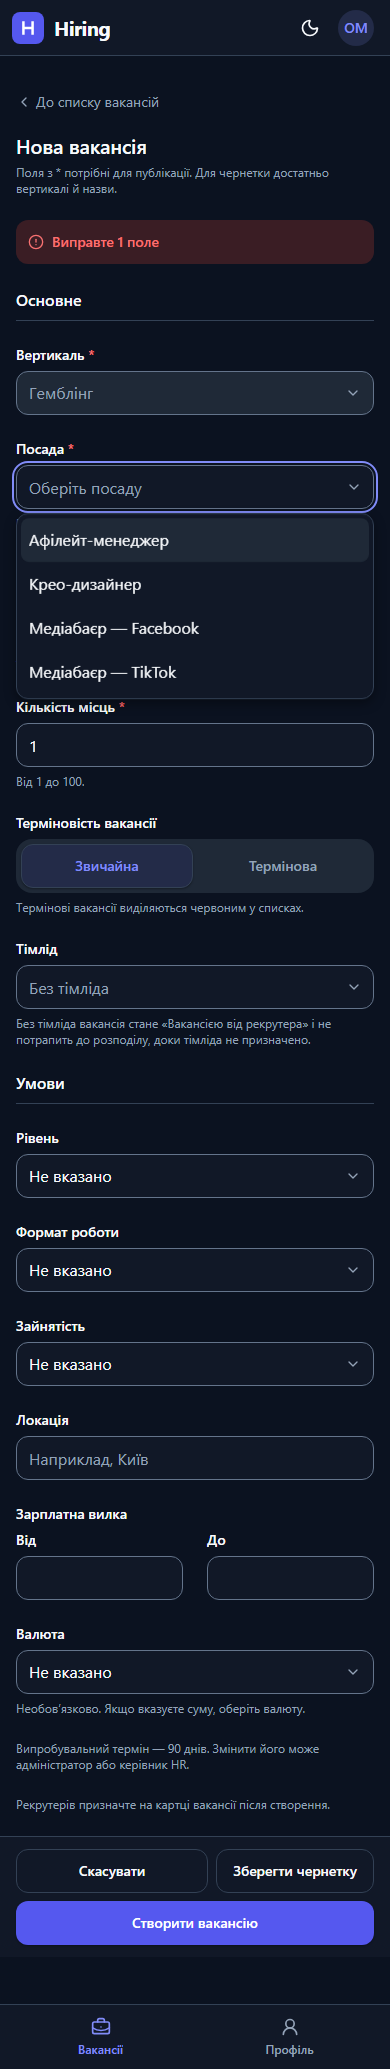 H Hiring OM
До списку вакансій
Нова вакансія
Поля з * потрібні для публікації. Для чернетки достатньо
вертикалі й назви.
Виправте 1 поле
Основне
Вертикаль *
Гемблінг
Посада *
Оберіть посаду
Афілейт-менеджер
Крео-дизайнер
Медіабаєр — Facebook
Медіабаєр — TikTok
Кількість місць *
1
Від 1 до 100.
Терміновість вакансії
Звичайна Термінова
Термінові вакансії виділяються червоним у списках.
Тімлід
Без тімліда
Без тімліда вакансія стане «Вакансією від рекрутера» і не
потрапить до розподілу, доки тімліда не призначено.
Умови
Рівень
Не вказано
Формат роботи
Не вказано
Зайнятість
Не вказано
Локація
Наприклад, Київ
Зарплатна вилка
Від До
Валюта
Не вказано
Необов'язково. Якщо вказуєте суму, оберіть валюту.
Випробувальний термін — 90 днів. Змінити його може
адміністратор або керівник HR.
Рекрутерів призначте на картці вакансії після створення.
Скасувати Зберегти чернетку
Створити вакансію
Вакансії Профіль